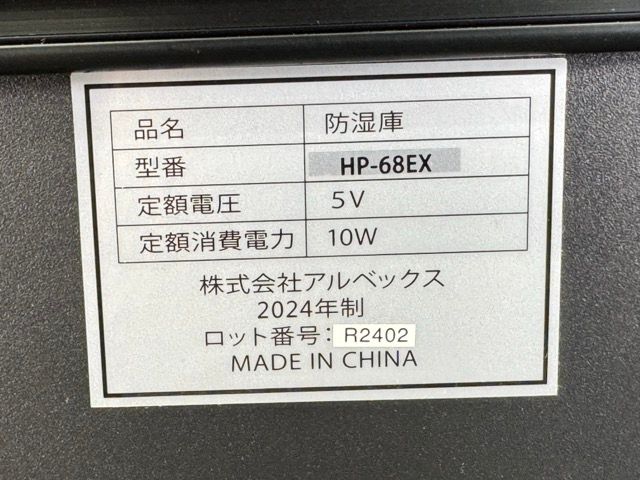 品名 防湿庫
型番 HP-68EX
定額電圧 5V
定額消費電力 10W
株式会社アルベックス
2024年制
ロット番号: R2402
MADE IN CHINA